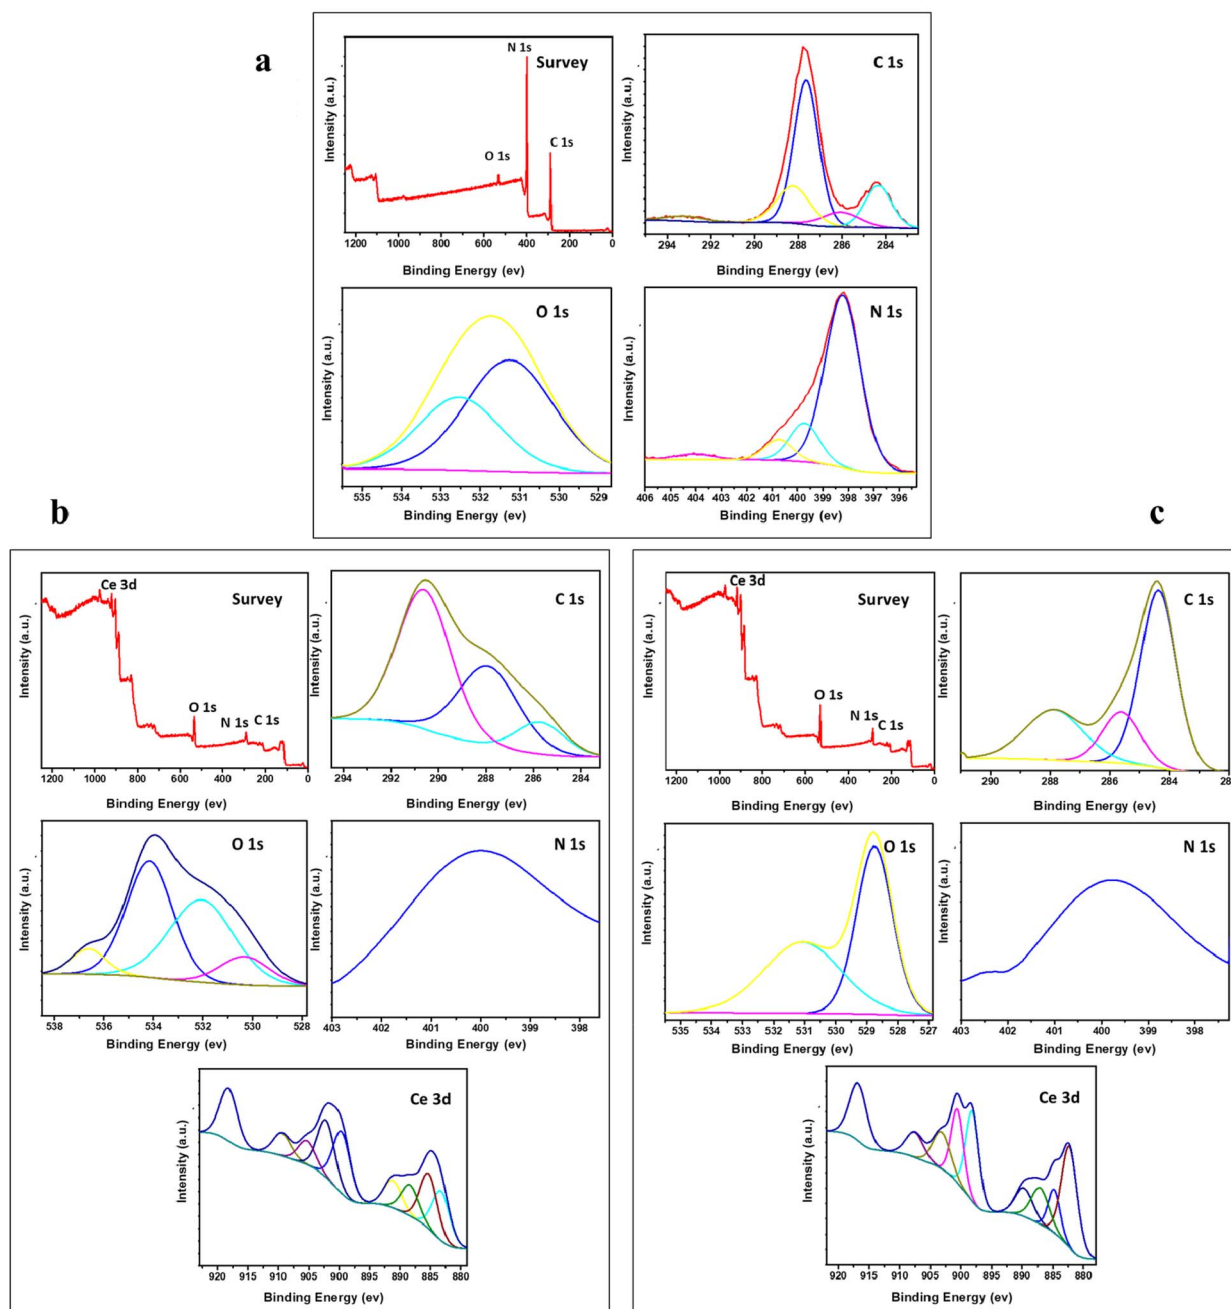 a
Survey
N 1s
O 1s
C 1s
Intensity (a.u.)
1200 1000 800 600 400 200 0
Binding Energy (ev)
C 1s
Intensity (a.u.)
294 292 290 288 286 284
Binding Energy (ev)
O 1s
Intensity (a.u.)
535 534 533 532 531 530 529
Binding Energy (ev)
N 1s
Intensity (a.u.)
406 405 404 403 402 401 400 399 398 397 396
Binding Energy (ev)
b
Ce 3d
Survey
O 1s
N 1s
C 1s
Intensity (a.u.)
1200 1000 800 600 400 200 0
Binding Energy (ev)
C 1s
Intensity (a.u.)
294 292 290 288 286 284
Binding Energy (ev)
O 1s
Intensity (a.u.)
538 536 534 532 530 528
Binding Energy (ev)
N 1s
Intensity (a.u.)
403 402 401 400 399 398
Binding Energy (ev)
Ce 3d
Intensity (a.u.)
920 915 910 905 900 895 890 885 880
Binding Energy (ev)
c
Ce 3d
Survey
O 1s
N 1s
C 1s
Intensity (a.u.)
1200 1000 800 600 400 200 0
Binding Energy (ev)
C 1s
Intensity (a.u.)
290 288 286 284 28
Binding Energy (ev)
O 1s
Intensity (a.u.)
535 534 533 532 531 530 529 528 527
Binding Energy (ev)
N 1s
Intensity (a.u.)
403 402 401 400 399 398
Binding Energy (ev)
Ce 3d
Intensity (a.u.)
920 915 910 905 900 895 890 885 880
Binding Energy (ev)